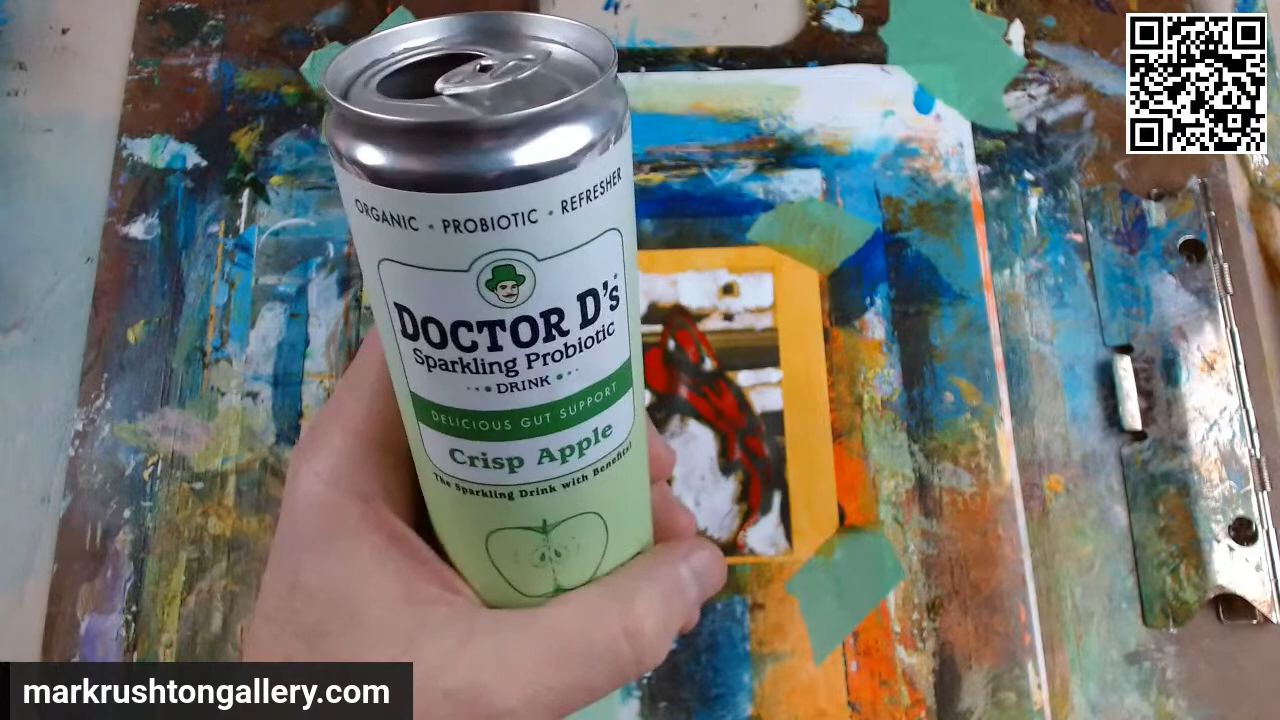 ORGANIC • PROBIOTIC • REFRESHER
DOCTOR D's
Sparkling Probiotic
DRINK
DELICIOUS GUT SUPPORT
Crisp Apple
The Sparkling Drink with Benefits!
markrushtongallery.com